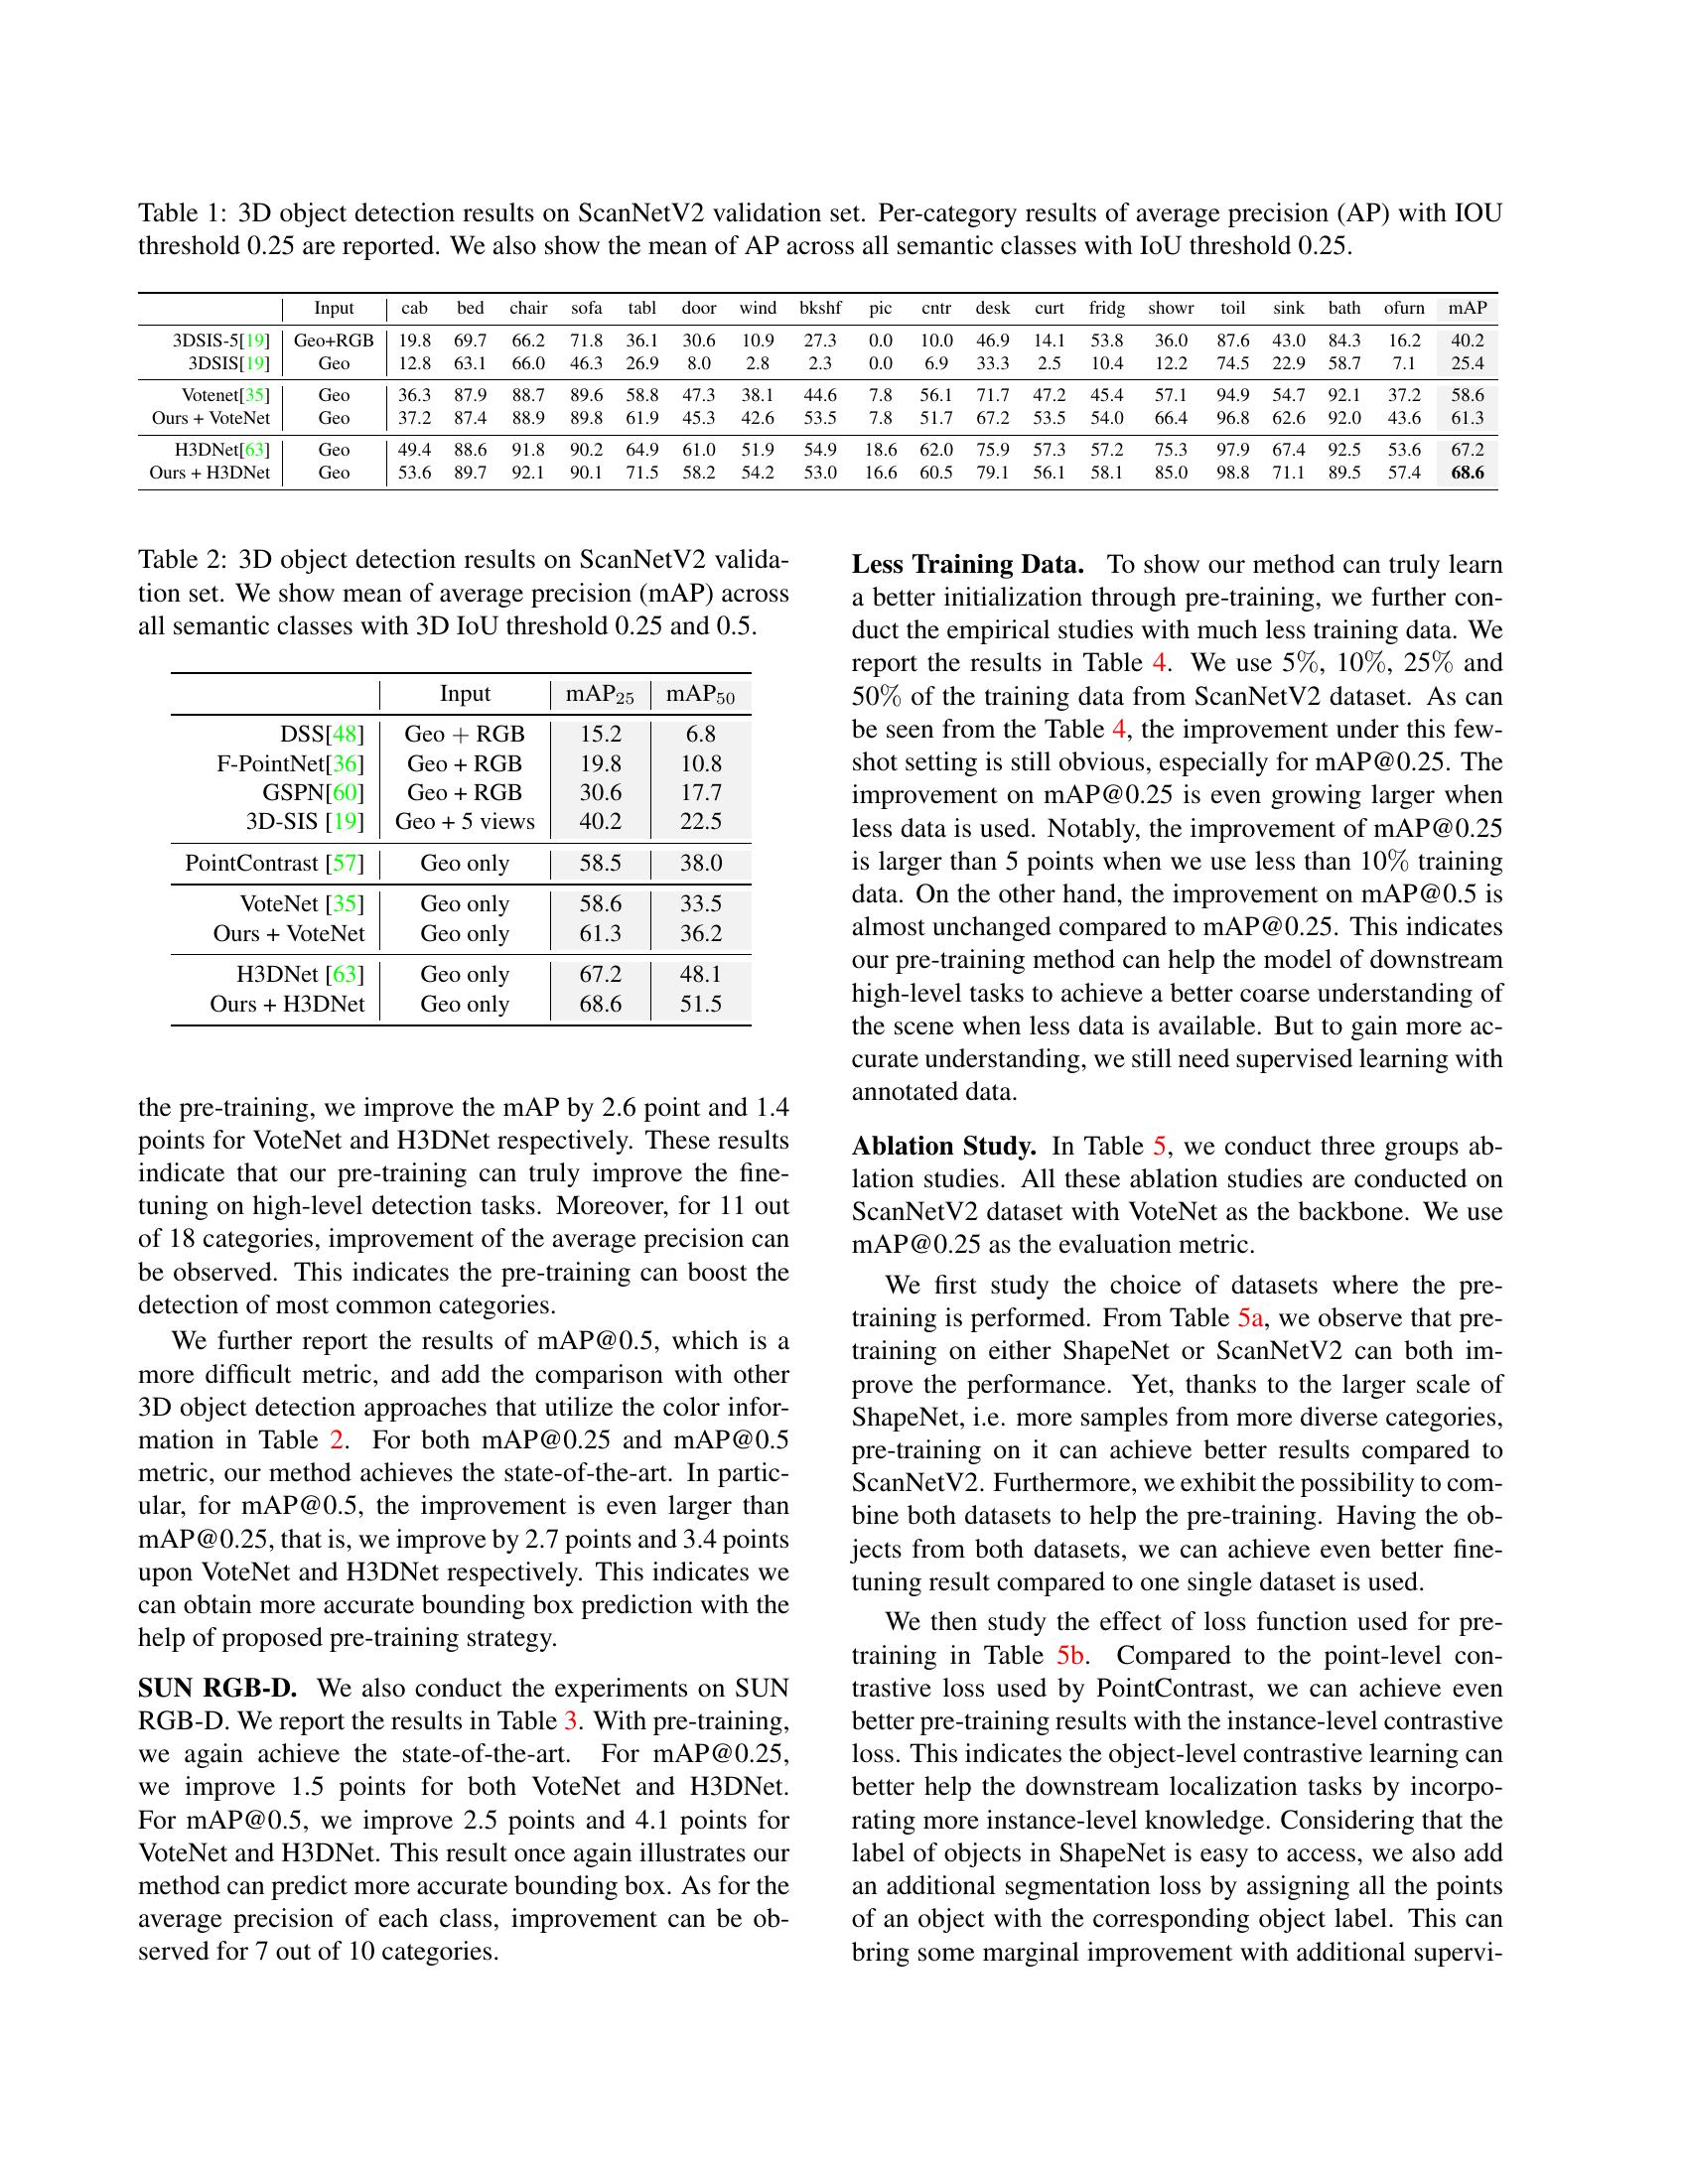 Table 1: 3D object detection results on ScanNetV2 validation set. Per-category results of average precision (AP) with IOU
threshold 0.25 are reported. We also show the mean of AP across all semantic classes with IoU threshold 0.25.
Input cab bed chair sofa tabl door wind bkshf pic cntr desk curt fridg showr toil sink bath ofurn mAP
3DSIS-5[19] Geo+RGB 19.8 69.7 66.2 71.8 36.1 30.6 10.9 27.3 0.0 10.0 46.9 14.1 53.8 36.0 87.6 43.0 84.3 16.2 40.2
3DSIS[19] Geo 12.8 63.1 66.0 46.3 26.9 8.0 2.8 2.3 0.0 6.9 33.3 2.5 10.4 12.2 74.5 22.9 58.7 7.1 25.4
Votenet[35] Geo 36.3 87.9 88.7 89.6 58.8 47.3 38.1 44.6 7.8 56.1 71.7 47.2 45.4 57.1 94.9 54.7 92.1 37.2 58.6
Ours + VoteNet Geo 37.2 87.4 88.9 89.8 61.9 45.3 42.6 53.5 7.8 51.7 67.2 53.5 54.0 66.4 96.8 62.6 92.0 43.6 61.3
H3DNet[63] Geo 49.4 88.6 91.8 90.2 64.9 61.0 51.9 54.9 18.6 62.0 75.9 57.3 57.2 75.3 97.9 67.4 92.5 53.6 67.2
Ours + H3DNet Geo 53.6 89.7 92.1 90.1 71.5 58.2 54.2 53.0 16.6 60.5 79.1 56.1 58.1 85.0 98.8 71.1 89.5 57.4 68.6
Table 2: 3D object detection results on ScanNetV2 valida-
tion set. We show mean of average precision (mAP) across
all semantic classes with 3D IoU threshold 0.25 and 0.5.
Input mAP25 mAP50
DSS[48] Geo + RGB 15.2 6.8
F-PointNet[36] Geo + RGB 19.8 10.8
GSPN[60] Geo + RGB 30.6 17.7
3D-SIS [19] Geo + 5 views 40.2 22.5
PointContrast [57] Geo only 58.5 38.0
VoteNet [35] Geo only 58.6 33.5
Ours + VoteNet Geo only 61.3 36.2
H3DNet [63] Geo only 67.2 48.1
Ours + H3DNet Geo only 68.6 51.5
the pre-training, we improve the mAP by 2.6 point and 1.4
points for VoteNet and H3DNet respectively. These results
indicate that our pre-training can truly improve the fine-
tuning on high-level detection tasks. Moreover, for 11 out
of 18 categories, improvement of the average precision can
be observed. This indicates the pre-training can boost the
detection of most common categories.
We further report the results of mAP@0.5, which is a
more difficult metric, and add the comparison with other
3D object detection approaches that utilize the color infor-
mation in Table 2. For both mAP@0.25 and mAP@0.5
metric, our method achieves the state-of-the-art. In partic-
ular, for mAP@0.5, the improvement is even larger than
mAP@0.25, that is, we improve by 2.7 points and 3.4 points
upon VoteNet and H3DNet respectively. This indicates we
can obtain more accurate bounding box prediction with the
help of proposed pre-training strategy.
SUN RGB-D. We also conduct the experiments on SUN
RGB-D. We report the results in Table 3. With pre-training,
we again achieve the state-of-the-art. For mAP@0.25,
we improve 1.5 points for both VoteNet and H3DNet.
For mAP@0.5, we improve 2.5 points and 4.1 points for
VoteNet and H3DNet. This result once again illustrates our
method can predict more accurate bounding box. As for the
average precision of each class, improvement can be ob-
served for 7 out of 10 categories.
Less Training Data. To show our method can truly learn
a better initialization through pre-training, we further con-
duct the empirical studies with much less training data. We
report the results in Table 4. We use 5%, 10%, 25% and
50% of the training data from ScanNetV2 dataset. As can
be seen from the Table 4, the improvement under this few-
shot setting is still obvious, especially for mAP@0.25. The
improvement on mAP@0.25 is even growing larger when
less data is used. Notably, the improvement of mAP@0.25
is larger than 5 points when we use less than 10% training
data. On the other hand, the improvement on mAP@0.5 is
almost unchanged compared to mAP@0.25. This indicates
our pre-training method can help the model of downstream
high-level tasks to achieve a better coarse understanding of
the scene when less data is available. But to gain more ac-
curate understanding, we still need supervised learning with
annotated data.
Ablation Study. In Table 5, we conduct three groups ab-
lation studies. All these ablation studies are conducted on
ScanNetV2 dataset with VoteNet as the backbone. We use
mAP@0.25 as the evaluation metric.
We first study the choice of datasets where the pre-
training is performed. From Table 5a, we observe that pre-
training on either ShapeNet or ScanNetV2 can both im-
prove the performance. Yet, thanks to the larger scale of
ShapeNet, i.e. more samples from more diverse categories,
pre-training on it can achieve better results compared to
ScanNetV2. Furthermore, we exhibit the possibility to com-
bine both datasets to help the pre-training. Having the ob-
jects from both datasets, we can achieve even better fine-
tuning result compared to one single dataset is used.
We then study the effect of loss function used for pre-
training in Table 5b. Compared to the point-level con-
trastive loss used by PointContrast, we can achieve even
better pre-training results with the instance-level contrastive
loss. This indicates the object-level contrastive learning can
better help the downstream localization tasks by incorpo-
rating more instance-level knowledge. Considering that the
label of objects in ShapeNet is easy to access, we also add
an additional segmentation loss by assigning all the points
of an object with the corresponding object label. This can
bring some marginal improvement with additional supervi-